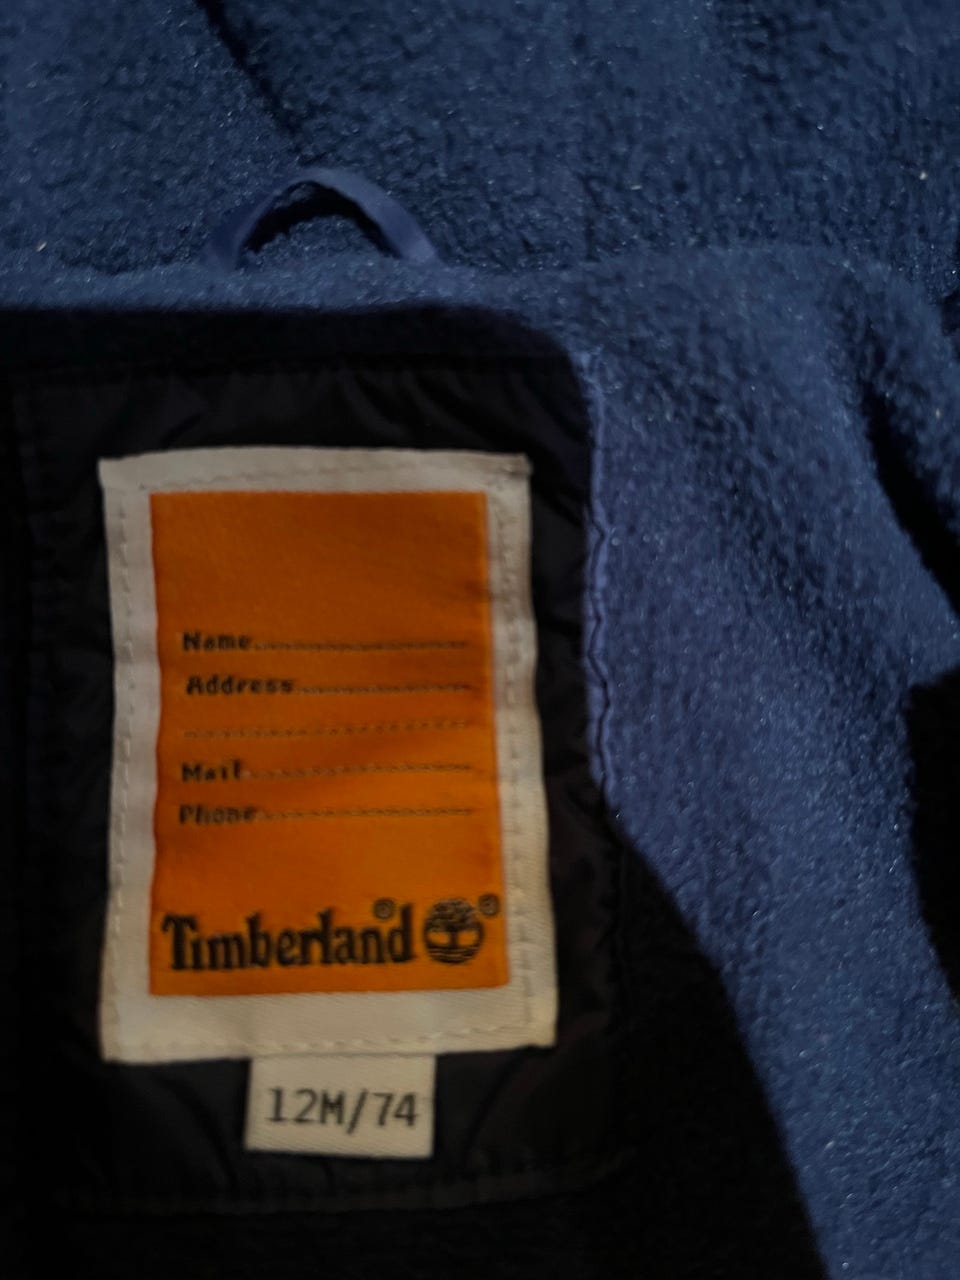 Name
Address
Mail
Phone
Timberland®
®
12M/74